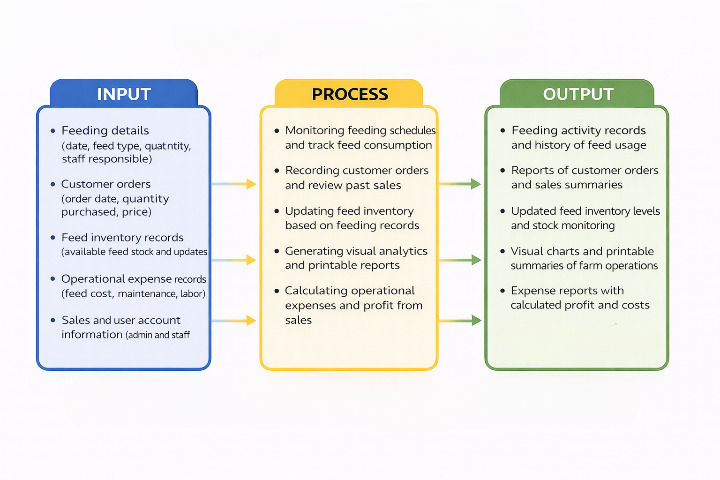 INPUT
• Feeding details
(date, feed type, quatntity,
staff responsible)
• Customer orders
(order date, quantity
purchased, price)
• Feed inventory records
(available feed stock and updates
• Operational expense records
(feed cost, maintenance, labor)
• Sales and user account
information (admin and staff
PROCESS
• Monitoring feeding schedules
and track feed consumption
• Recording customer orders
and review past sales
• Updating feed inventory
based on feeding records
• Generating visual analytics
and printable reports
• Calculating operational
expenses and profit from
sales
OUTPUT
• Feeding activity records
and history of feed usage
• Reports of customer orders
and sales summaries
• Updated feed inventory levels
and stock monitoring
• Visual charts and printable
summaries of farm operations
• Expense reports with
calculated profit and costs